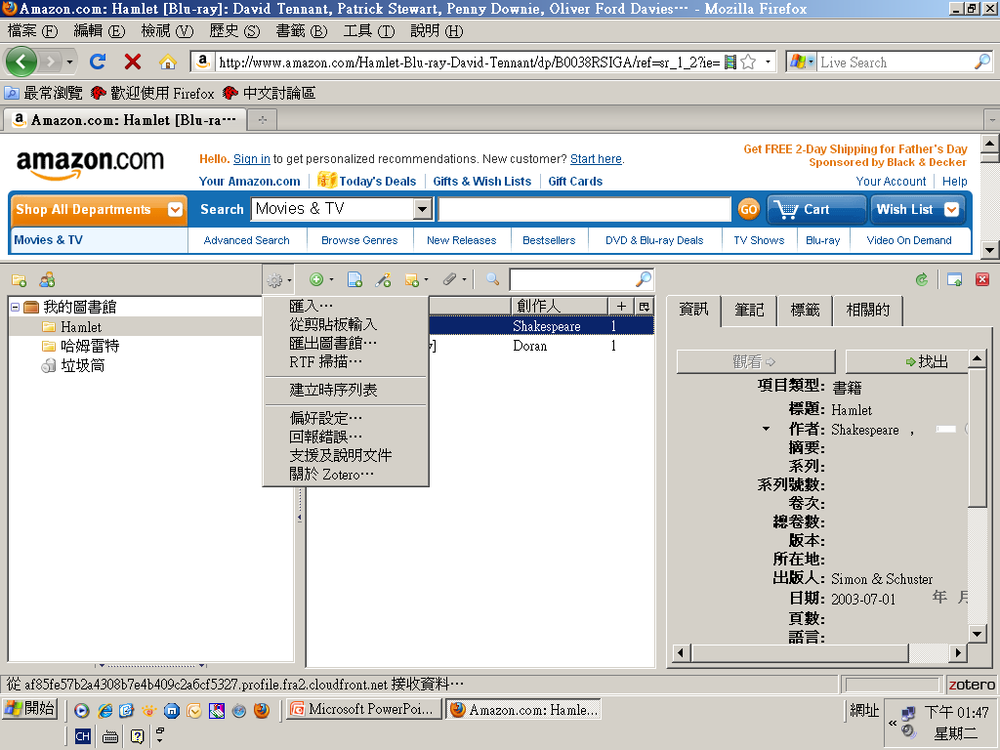 Amazon.com: Hamlet [Blu-ray]: David Tennant, Patrick Stewart, Penny Downie, Oliver Ford Davies⋯ - Mozilla Firefox
檔案 (F) 編輯 (E) 檢視 (V) 歷史 (S) 書籤 (B) 工具 (T) 說明 (H)
http://www.amazon.com/Hamlet-Blu-ray-David-Tennant/dp/B0038RSIGA/ref=sr_1_2?ie= Live Search
最常瀏覽 歡迎使用 Firefox 中文討論區
Amazon.com: Hamlet [Blu-ra⋯
amazon.com
Hello. Sign in to get personalized recommendations. New customer? Start here.
Get FREE 2-Day Shipping for Father's Day
Sponsored by Black & Decker
Your Amazon.com Today's Deals Gifts & Wish Lists Gift Cards Your Account Help
Shop All Departments Search Movies & TV GO Cart Wish List
Movies & TV Advanced Search Browse Genres New Releases Bestsellers DVD & Blu-ray Deals TV Shows Blu-ray Video On Demand
我的圖書館
Hamlet
哈姆雷特
垃圾筒
匯入⋯
從剪貼板輸入
匯出圖書館⋯
RTF 掃描⋯
建立時序列表
偏好設定⋯
回報錯誤⋯
支援及說明文件
關於 Zotero⋯
創作人 +
Shakespeare 1
y] Doran 1
資訊 筆記 標籤 相關的
觀看 找出
項目類型: 書籍
標題: Hamlet
作者: Shakespeare ,
摘要:
系列:
系列號數:
卷次:
總卷數:
版本:
所在地:
出版人: Simon & Schuster
日期: 2003-07-01 年 月
頁數:
語言:
從 af85fe57b2a4308b7e4b409c2a6cf5327.profile.fra2.cloudfront.net 接收資料⋯ zotero
開始 Microsoft PowerPoi... Amazon.com: Hamle... 網址 « 下午 01:47
CH 星期二